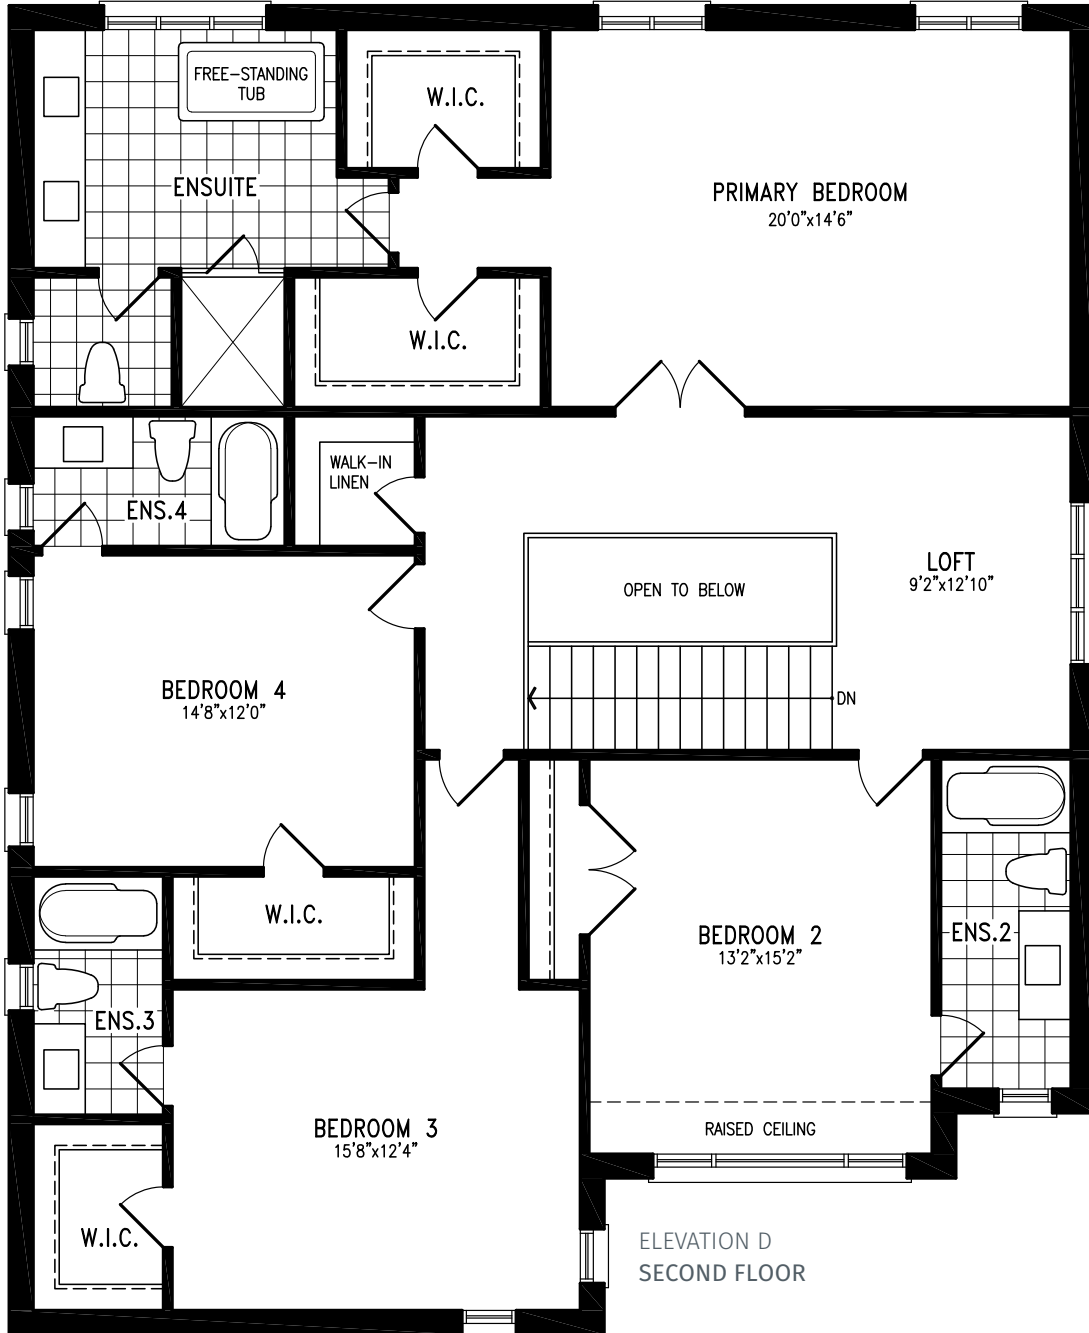 FREE-STANDING
TUB
W.I.C.
ENSUITE
PRIMARY BEDROOM
20'0"x14'6"
W.I.C.
WALK-IN
LINEN
ENS.4
LOFT
9'2"x12'10"
OPEN TO BELOW
BEDROOM 4
14'8"x12'0"
DN
W.I.C.
BEDROOM 2
13'2"x15'2"
ENS.2
ENS.3
BEDROOM 3
15'8"x12'4"
RAISED CEILING
W.I.C.
ELEVATION D
SECOND FLOOR